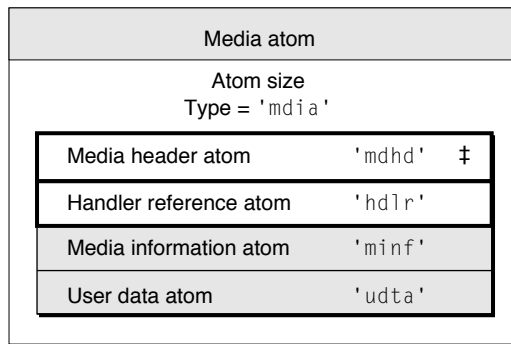 Media atom
Atom size
Type = 'mdia'
Media header atom 'mdhd' ‡
Handler reference atom 'hdlr'
Media information atom 'minf'
User data atom 'udta'